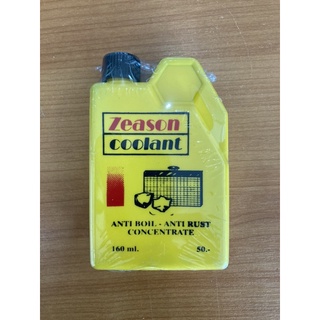 Zeason
coolant
ANTI BOIL - ANTI RUST
CONCENTRATE
160 ml. 50.-